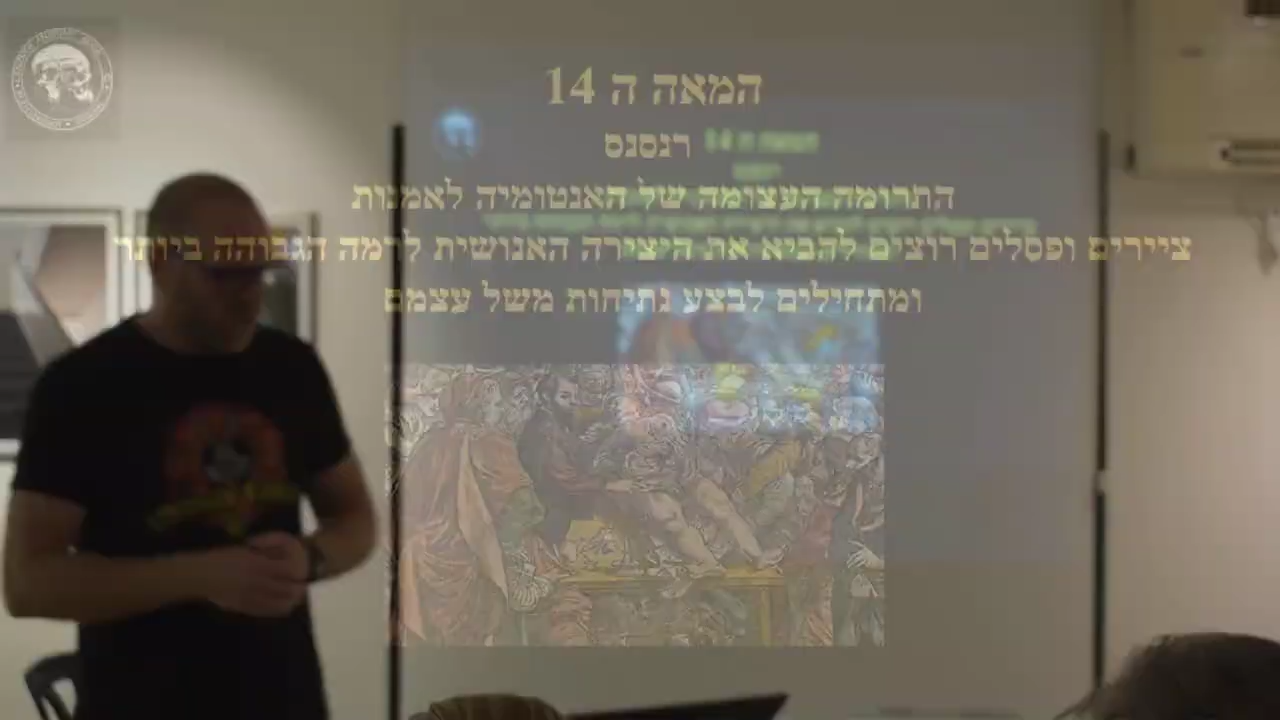 המאה ה 14
רנסנס
התרומה העצומה של האנטומיה לאמנות
ציירים ופסלים רוצים להביא את היצירה האנושית לרמה הגבוהה ביותר
ומתחילים לבצע נתיחות משל עצמם